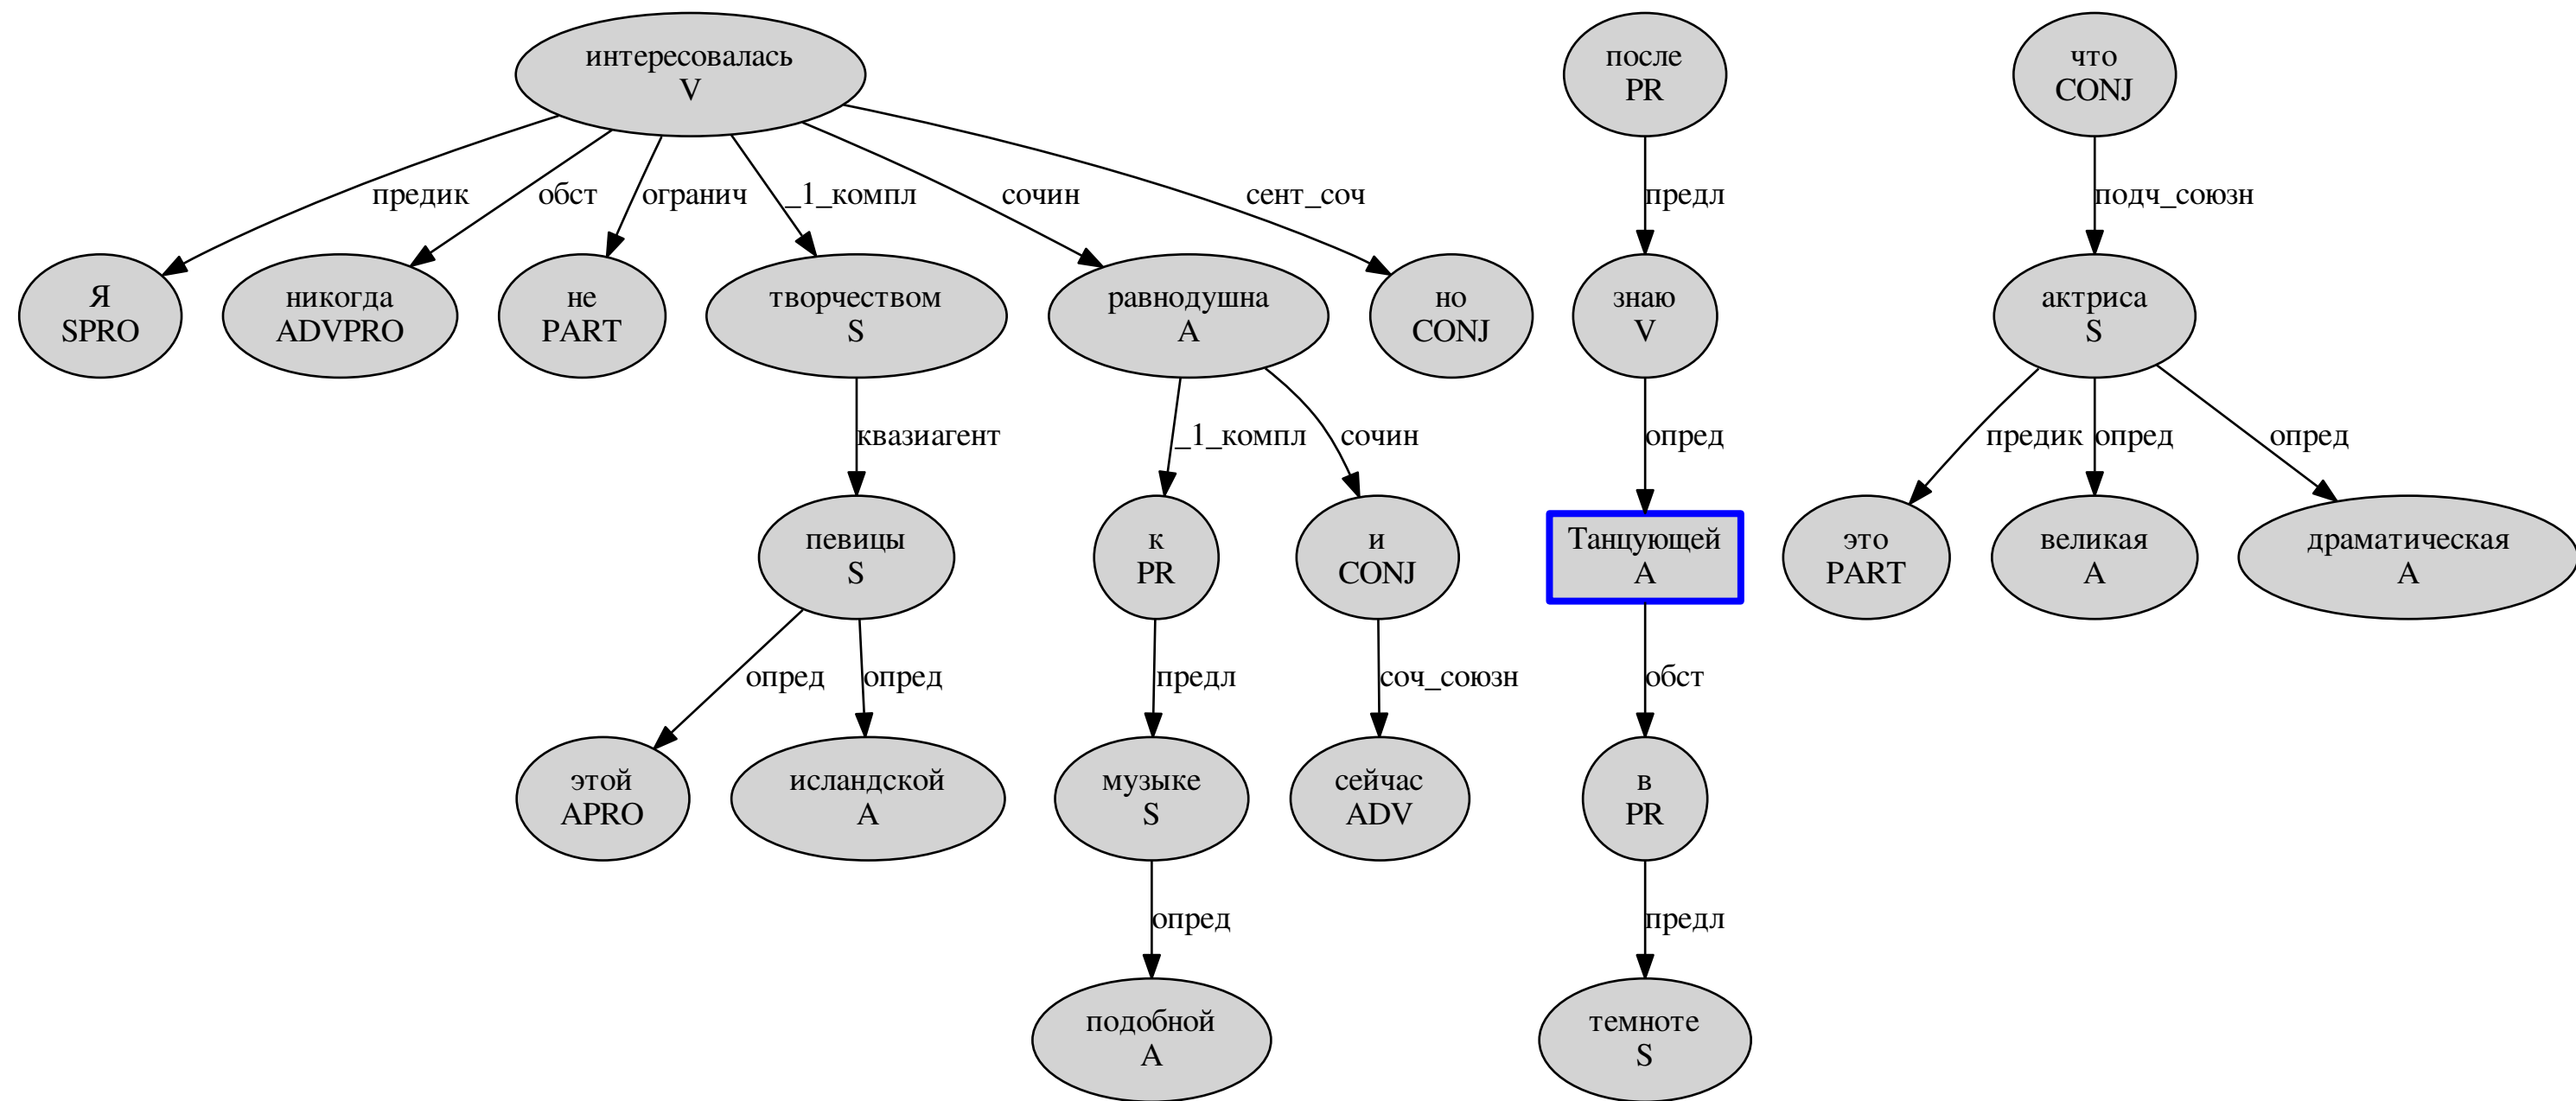 интересовалась
V
после
PR
что
CONJ
предик
обст
огранич
_1_компл
сочин
сент_соч
предл
подч_союзн
Я
SPRO
никогда
ADVPRO
не
PART
творчеством
S
равнодушна
A
но
CONJ
знаю
V
актриса
S
квазиагент
_1_компл
сочин
опред
предик
опред
опред
певицы
S
к
PR
и
CONJ
Танцующей
A
это
PART
великая
A
драматическая
A
опред
опред
предл
соч_союзн
обст
этой
APRO
исландской
A
музыке
S
сейчас
ADV
в
PR
опред
предл
подобной
A
темноте
S